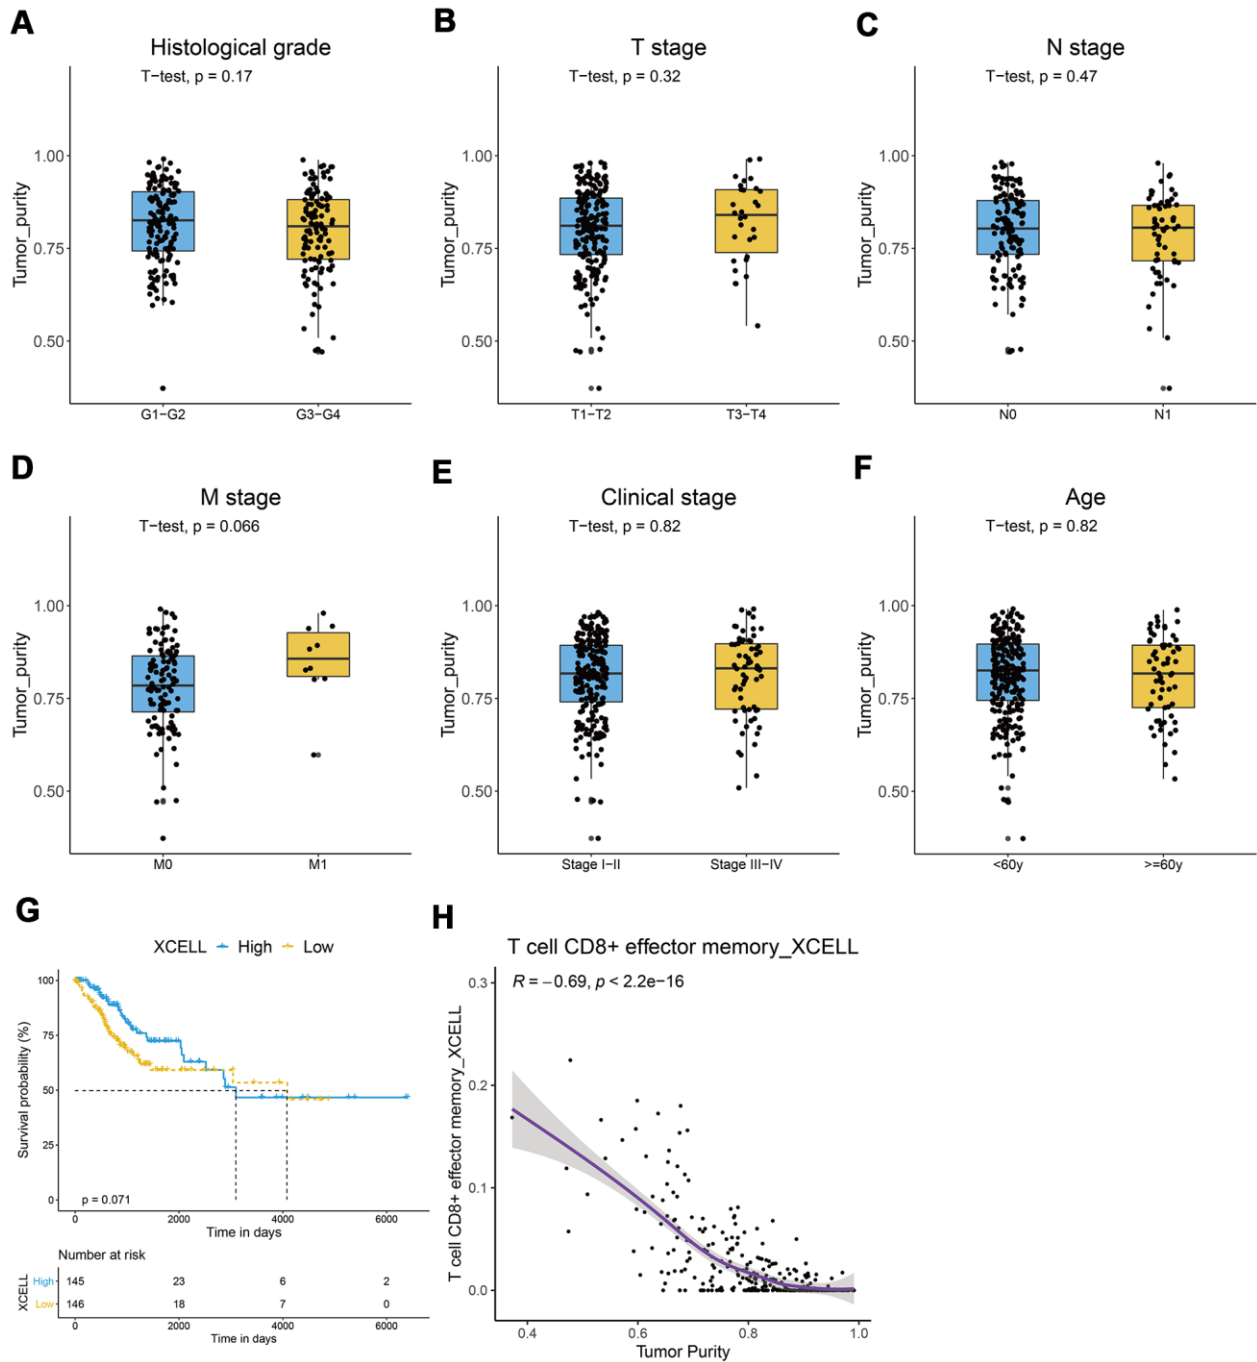 A
Histological grade
T−test, p = 0.17
Tumor_purity
1.00
0.75
0.50
G1−G2
G3−G4
B
T stage
T−test, p = 0.32
Tumor_purity
1.00
0.75
0.50
T1−T2
T3−T4
C
N stage
T−test, p = 0.47
Tumor_purity
1.00
0.75
0.50
N0
N1
D
M stage
T−test, p = 0.066
Tumor_purity
1.00
0.75
0.50
M0
M1
E
Clinical stage
T−test, p = 0.82
Tumor_purity
1.00
0.75
0.50
Stage I−II
Stage III−IV
F
Age
T−test, p = 0.82
Tumor_purity
1.00
0.75
0.50
<60y
>=60y
G
XCELL High Low
Survival probability (%)
100
75
50
25
0
p = 0.071
0 2000 4000 6000
Time in days
Number at risk
XCELL
High 145 23 6 2
Low 146 18 7 0
0 2000 4000 6000
Time in days
H
T cell CD8+ effector memory_XCELL
R = −0.69, p < 2.2e−16
T cell CD8+ effector memory_XCELL
0.3
0.2
0.1
0.0
0.4 0.6 0.8 1.0
Tumor Purity